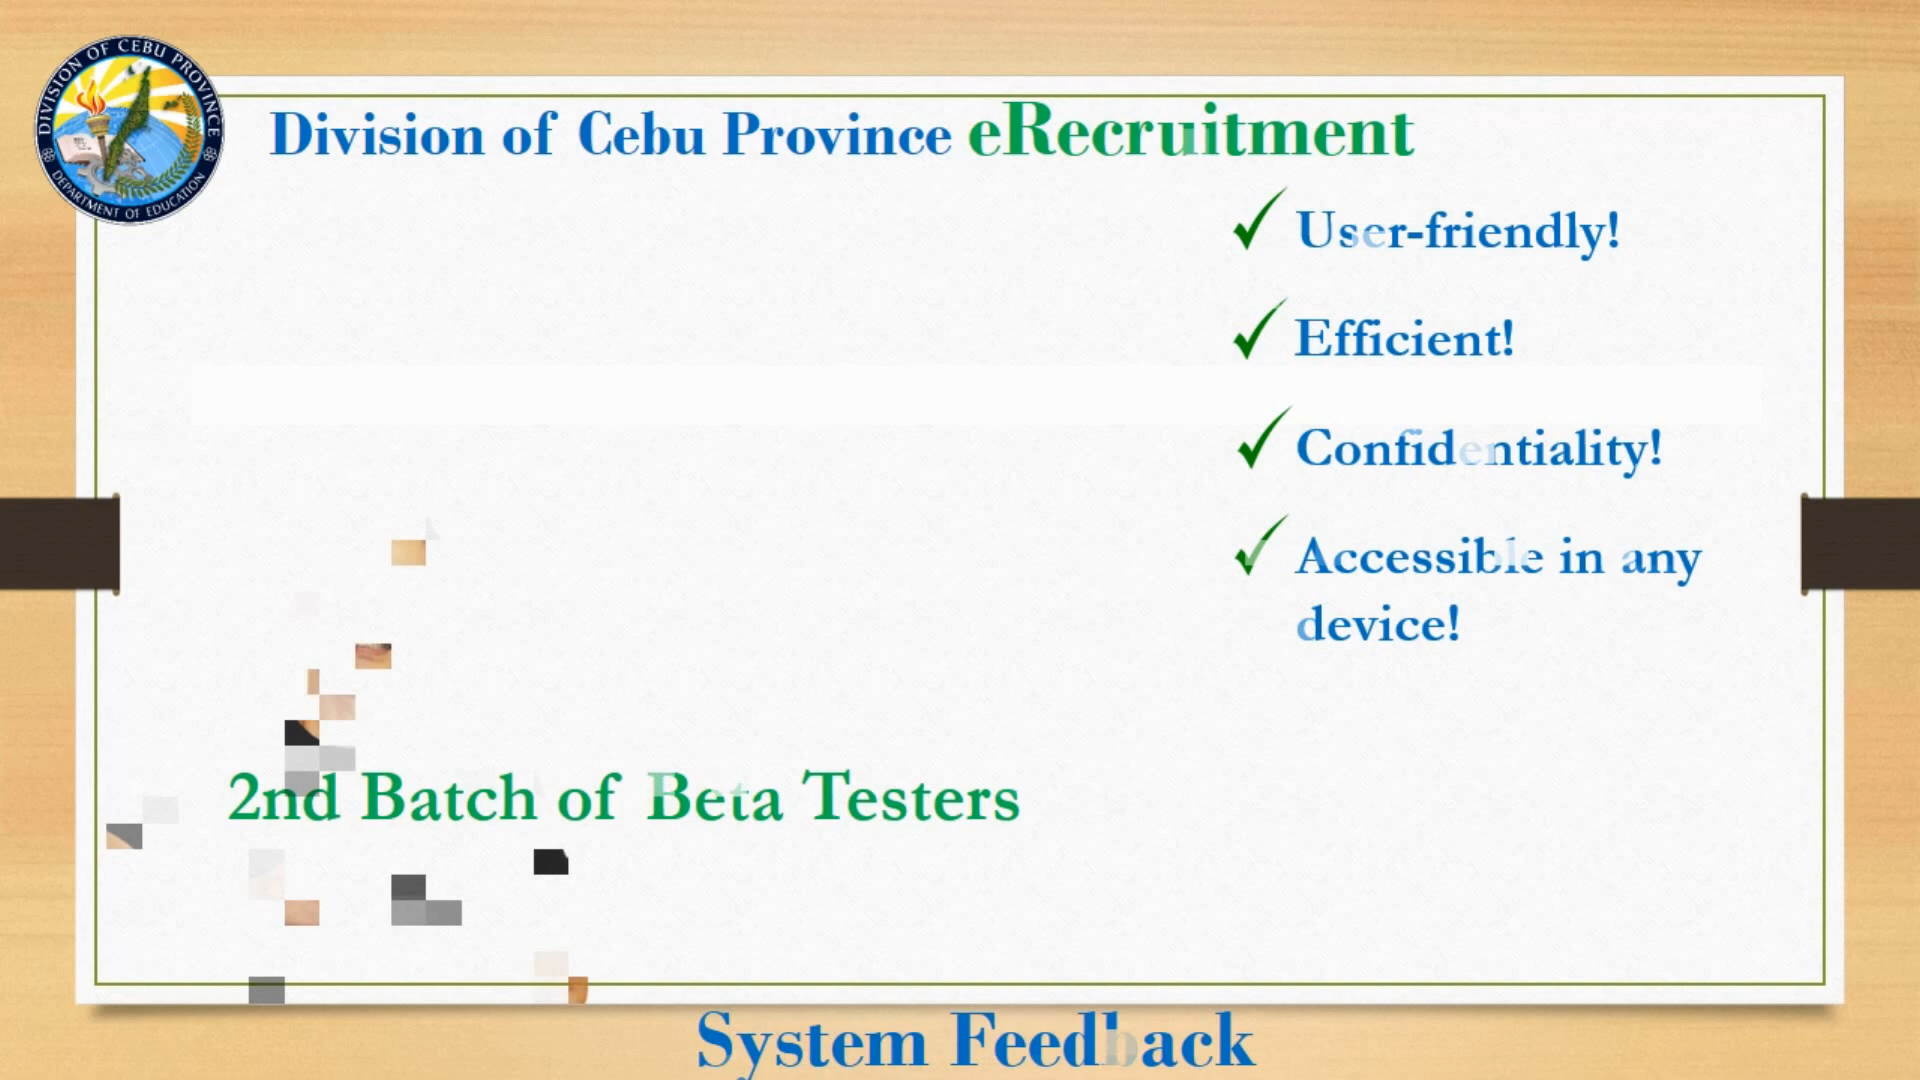 DIVISION OF CEBU PROVINCE
DEPARTMENT OF EDUCATION
Division of Cebu Province eRecruitment
User-friendly!
Efficient!
Confidentiality!
Accessible in any
device!
2nd Batch of Beta Testers
System Feedback